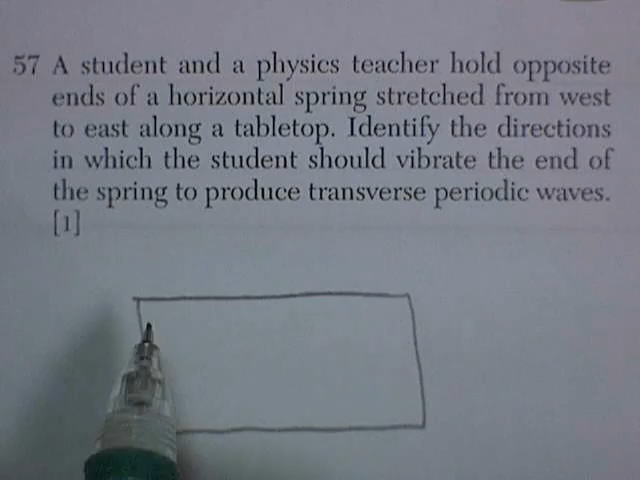 57 A student and a physics teacher hold opposite
ends of a horizontal spring stretched from west
to east along a tabletop. Identify the directions
in which the student should vibrate the end of
the spring to produce transverse periodic waves.
[1]